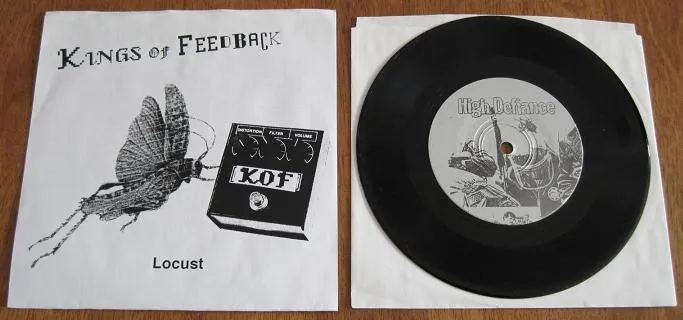 KINGS OF FEEDBACK
DISTORTION FILTER VOLUME
KOF
Locust
High Defiance